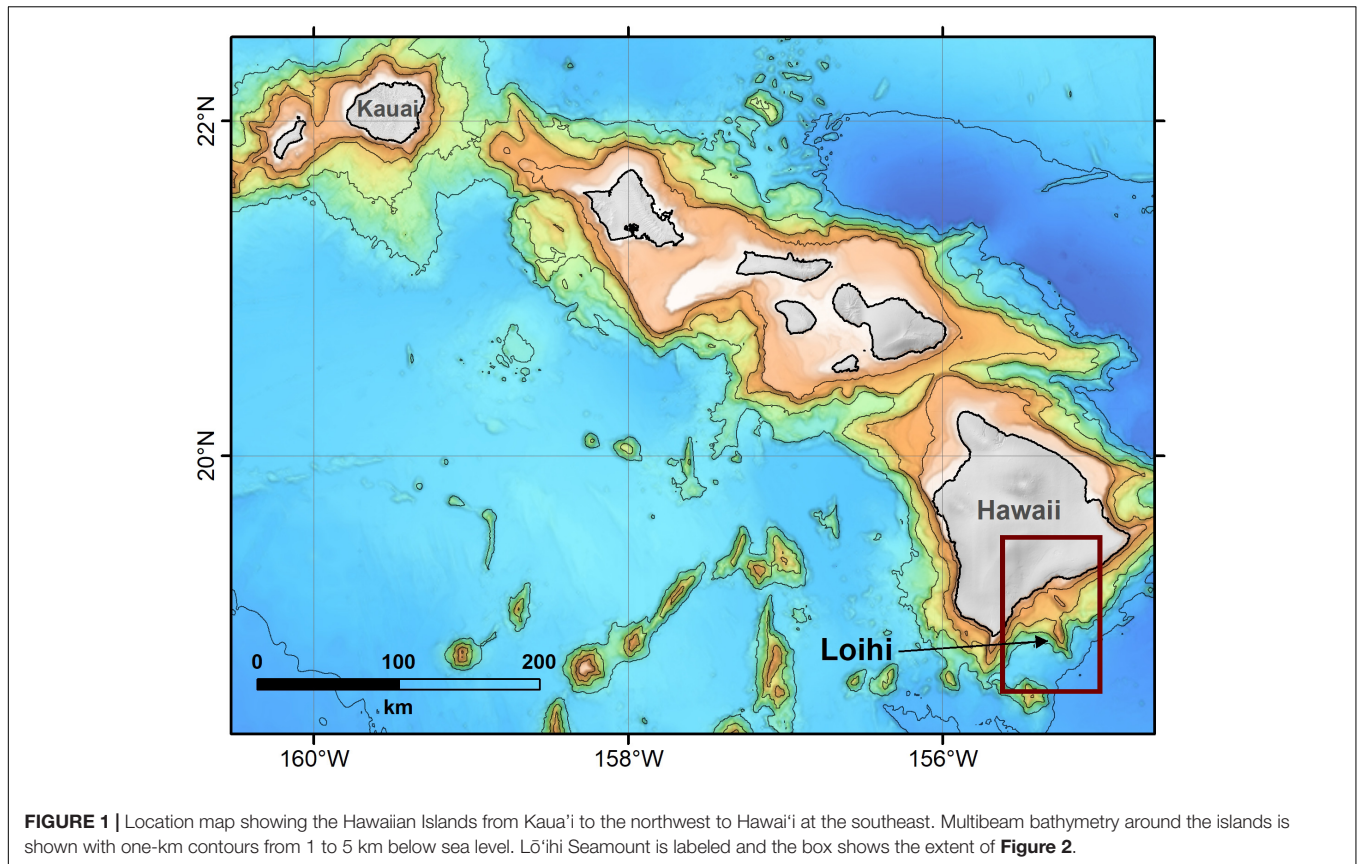 Kauai
22°N
20°N
Hawaii
Loihi
0 100 200
km
160°W 158°W 156°W
FIGURE 1 | Location map showing the Hawaiian Islands from Kaua'i to the northwest to Hawai‘i at the southeast. Multibeam bathymetry around the islands is
shown with one-km contours from 1 to 5 km below sea level. Lō‘ihi Seamount is labeled and the box shows the extent of Figure 2.